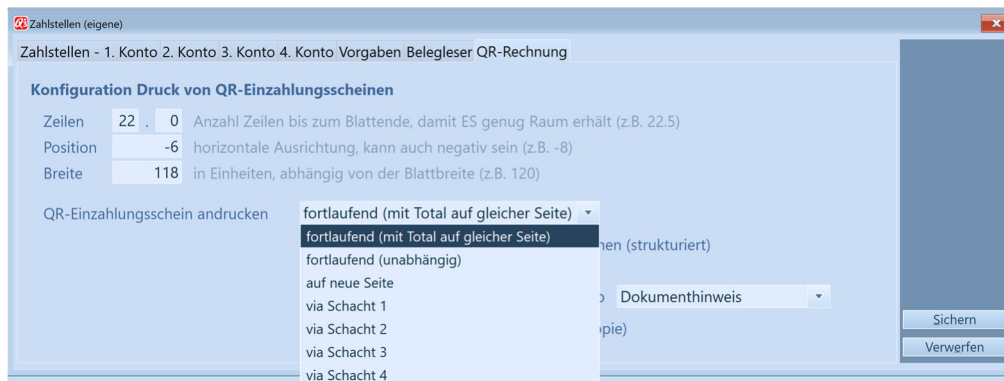 Zahlstellen (eigene)
Zahlstellen - 1. Konto 2. Konto 3. Konto 4. Konto Vorgaben Belegleser QR-Rechnung
Konfiguration Druck von QR-Einzahlungsscheinen
Zeilen 22 . 0 Anzahl Zeilen bis zum Blattende, damit ES genug Raum erhält (z.B. 22.5)
Position -6 horizontale Ausrichtung, kann auch negativ sein (z.B. -8)
Breite 118 in Einheiten, abhängig von der Blattbreite (z.B. 120)
QR-Einzahlungsschein andrucken fortlaufend (mit Total auf gleicher Seite)
fortlaufend (mit Total auf gleicher Seite)
(strukturiert)
fortlaufend (unabhängig)
auf neue Seite
Dokumenthinweis
via Schacht 1
Sichern
via Schacht 2
via Schacht 3
Verwerfen
via Schacht 4